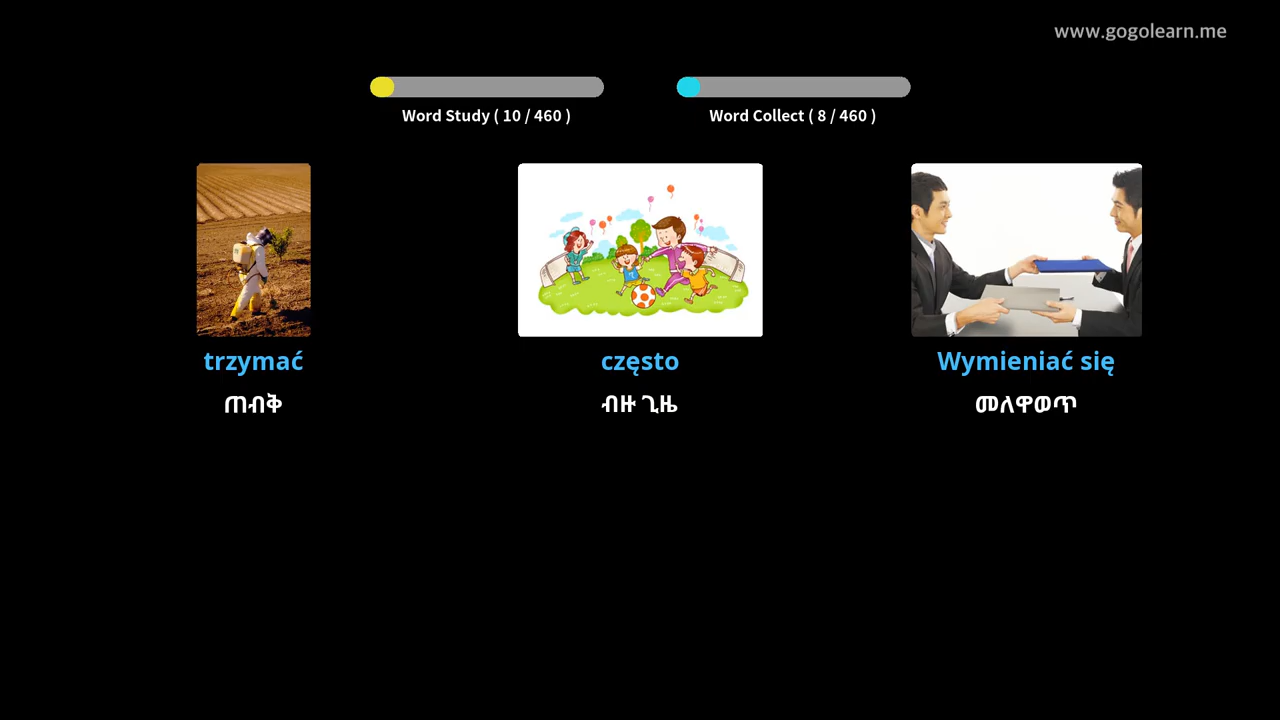 www.gogolearn.me
Word Study ( 10 / 460 )
Word Collect ( 8 / 460 )
trzymać
często
Wymieniać się
ጠብቅ
ብዙ ጊዜ
መለዋወጥ